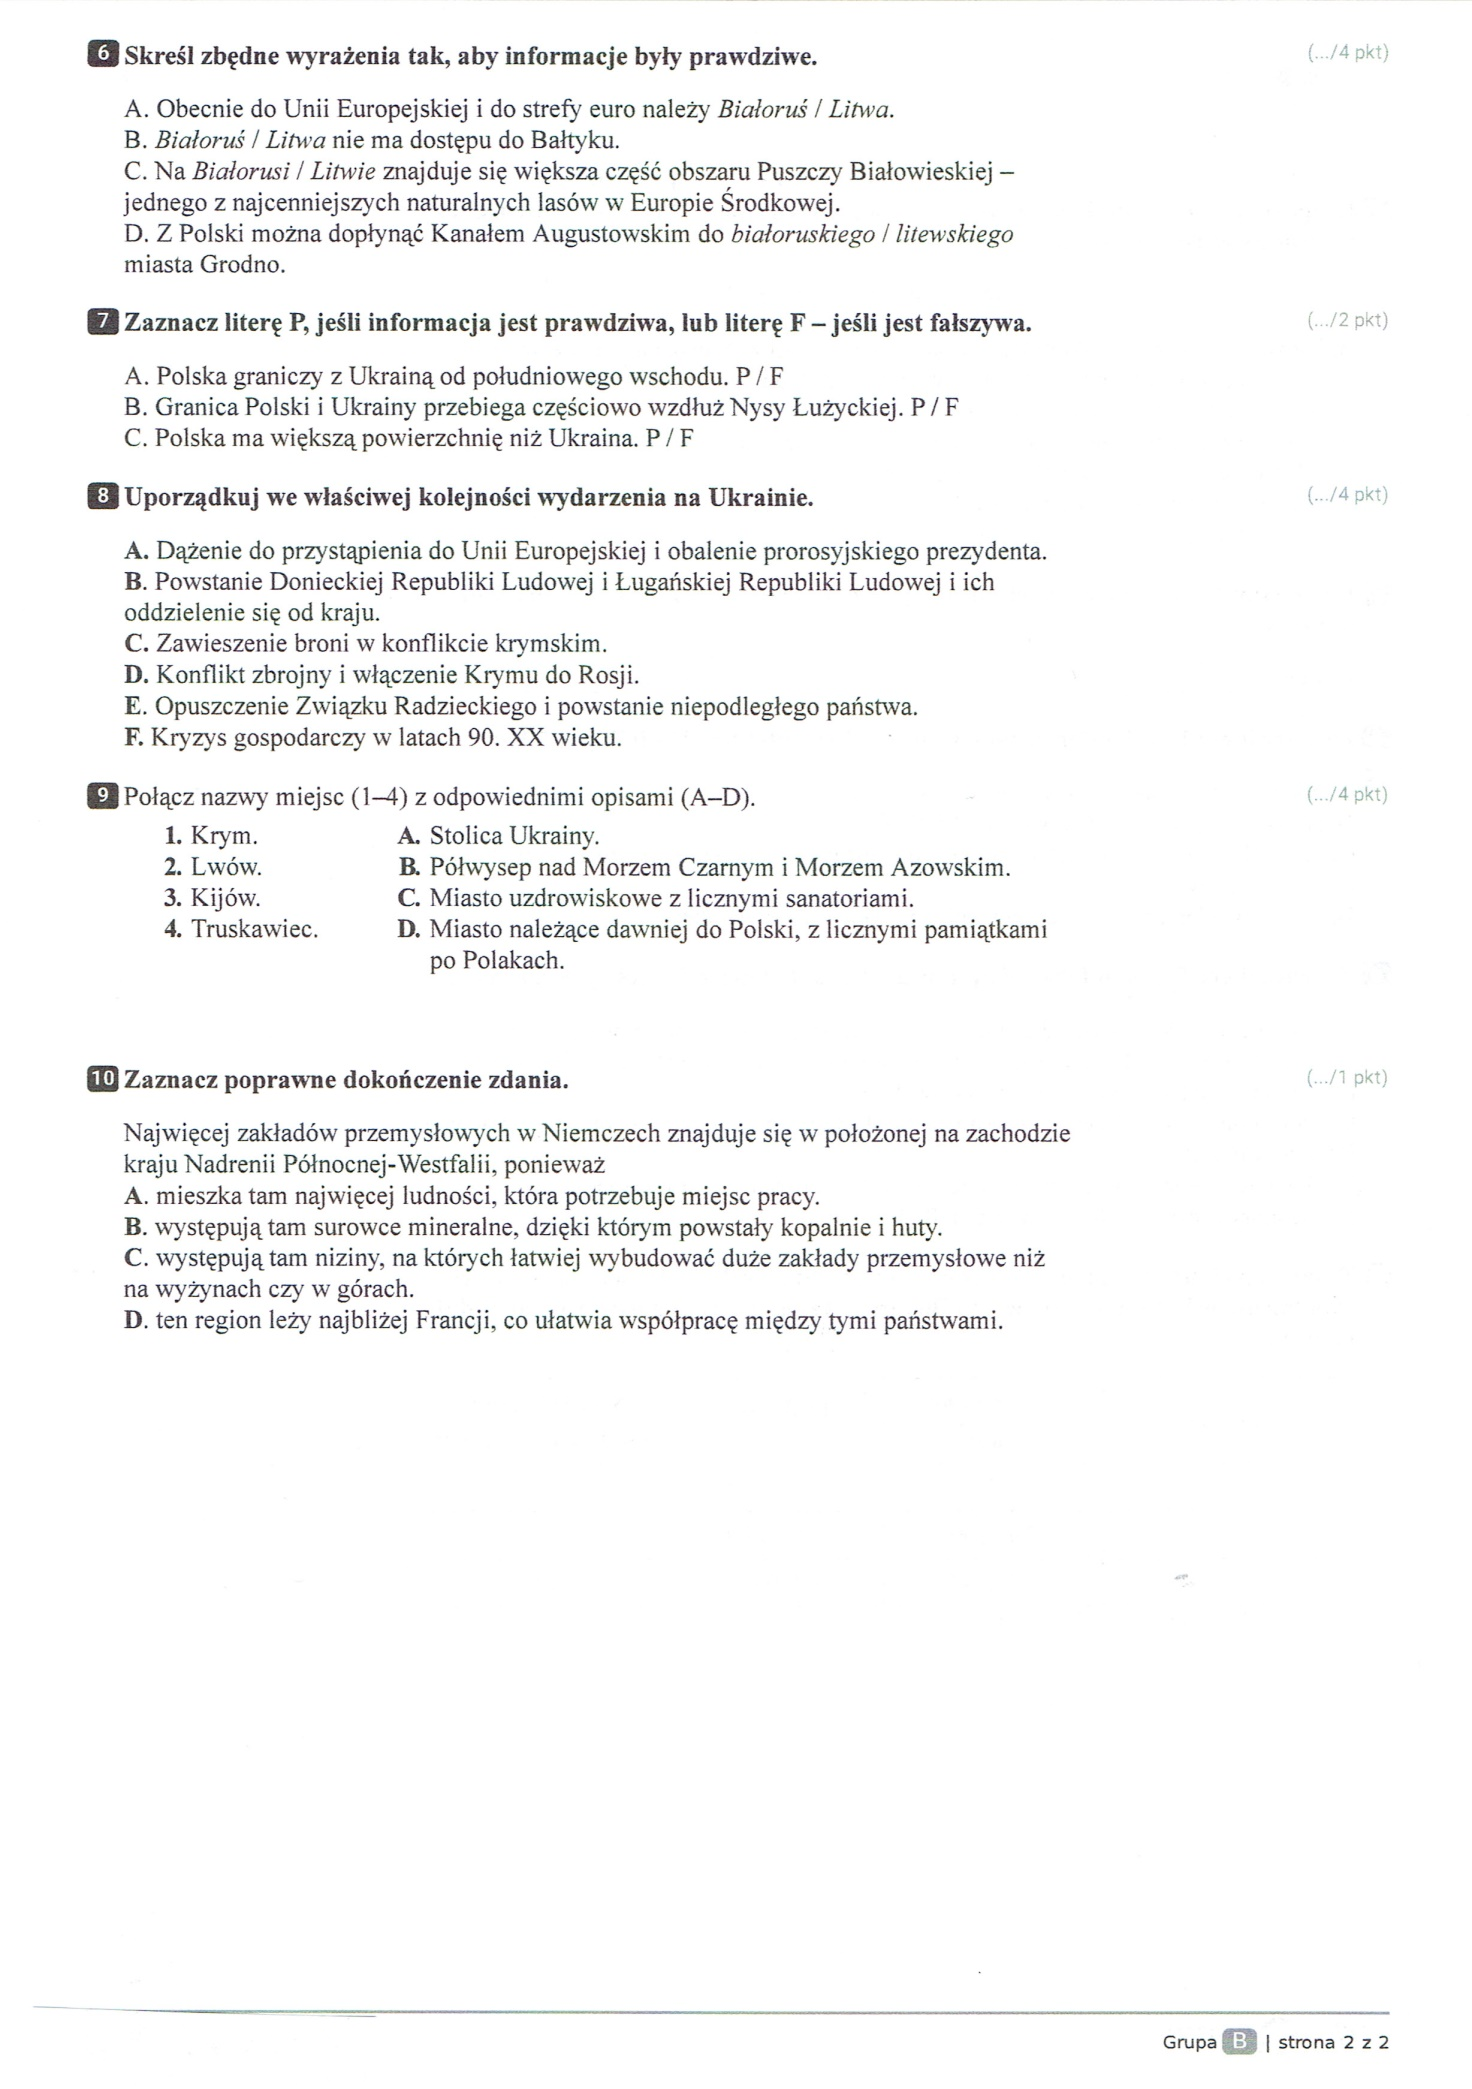 6 Skreśl zbędne wyrażenia tak, aby informacje były prawdziwe. (.../4 pkt)
A. Obecnie do Unii Europejskiej i do strefy euro należy Białoruś / Litwa.
B. Białoruś / Litwa nie ma dostępu do Bałtyku.
C. Na Białorusi / Litwie znajduje się większa część obszaru Puszczy Białowieskiej –
jednego z najcenniejszych naturalnych lasów w Europie Środkowej.
D. Z Polski można dopłynąć Kanałem Augustowskim do białoruskiego / litewskiego
miasta Grodno.
7 Zaznacz literę P, jeśli informacja jest prawdziwa, lub literę F – jeśli jest fałszywa. (.../2 pkt)
A. Polska graniczy z Ukrainą od południowego wschodu. P / F
B. Granica Polski i Ukrainy przebiega częściowo wzdłuż Nysy Łużyckiej. P / F
C. Polska ma większą powierzchnię niż Ukraina. P / F
8 Uporządkuj we właściwej kolejności wydarzenia na Ukrainie. (.../4 pkt)
A. Dążenie do przystąpienia do Unii Europejskiej i obalenie prorosyjskiego prezydenta.
B. Powstanie Donieckiej Republiki Ludowej i Ługańskiej Republiki Ludowej i ich
oddzielenie się od kraju.
C. Zawieszenie broni w konflikcie krymskim.
D. Konflikt zbrojny i włączenie Krymu do Rosji.
E. Opuszczenie Związku Radzieckiego i powstanie niepodległego państwa.
F. Kryzys gospodarczy w latach 90. XX wieku.
9 Połącz nazwy miejsc (1–4) z odpowiednimi opisami (A–D). (.../4 pkt)
1. Krym. A. Stolica Ukrainy.
2. Lwów. B. Półwysep nad Morzem Czarnym i Morzem Azowskim.
3. Kijów. C. Miasto uzdrowiskowe z licznymi sanatoriami.
4. Truskawiec. D. Miasto należące dawniej do Polski, z licznymi pamiątkami
po Polakach.
10 Zaznacz poprawne dokończenie zdania. (.../1 pkt)
Najwięcej zakładów przemysłowych w Niemczech znajduje się w położonej na zachodzie
kraju Nadrenii Północnej-Westfalii, ponieważ
A. mieszka tam najwięcej ludności, która potrzebuje miejsc pracy.
B. występują tam surowce mineralne, dzięki którym powstały kopalnie i huty.
C. występują tam niziny, na których łatwiej wybudować duże zakłady przemysłowe niż
na wyżynach czy w górach.
D. ten region leży najbliżej Francji, co ułatwia współpracę między tymi państwami.
Grupa B | strona 2 z 2